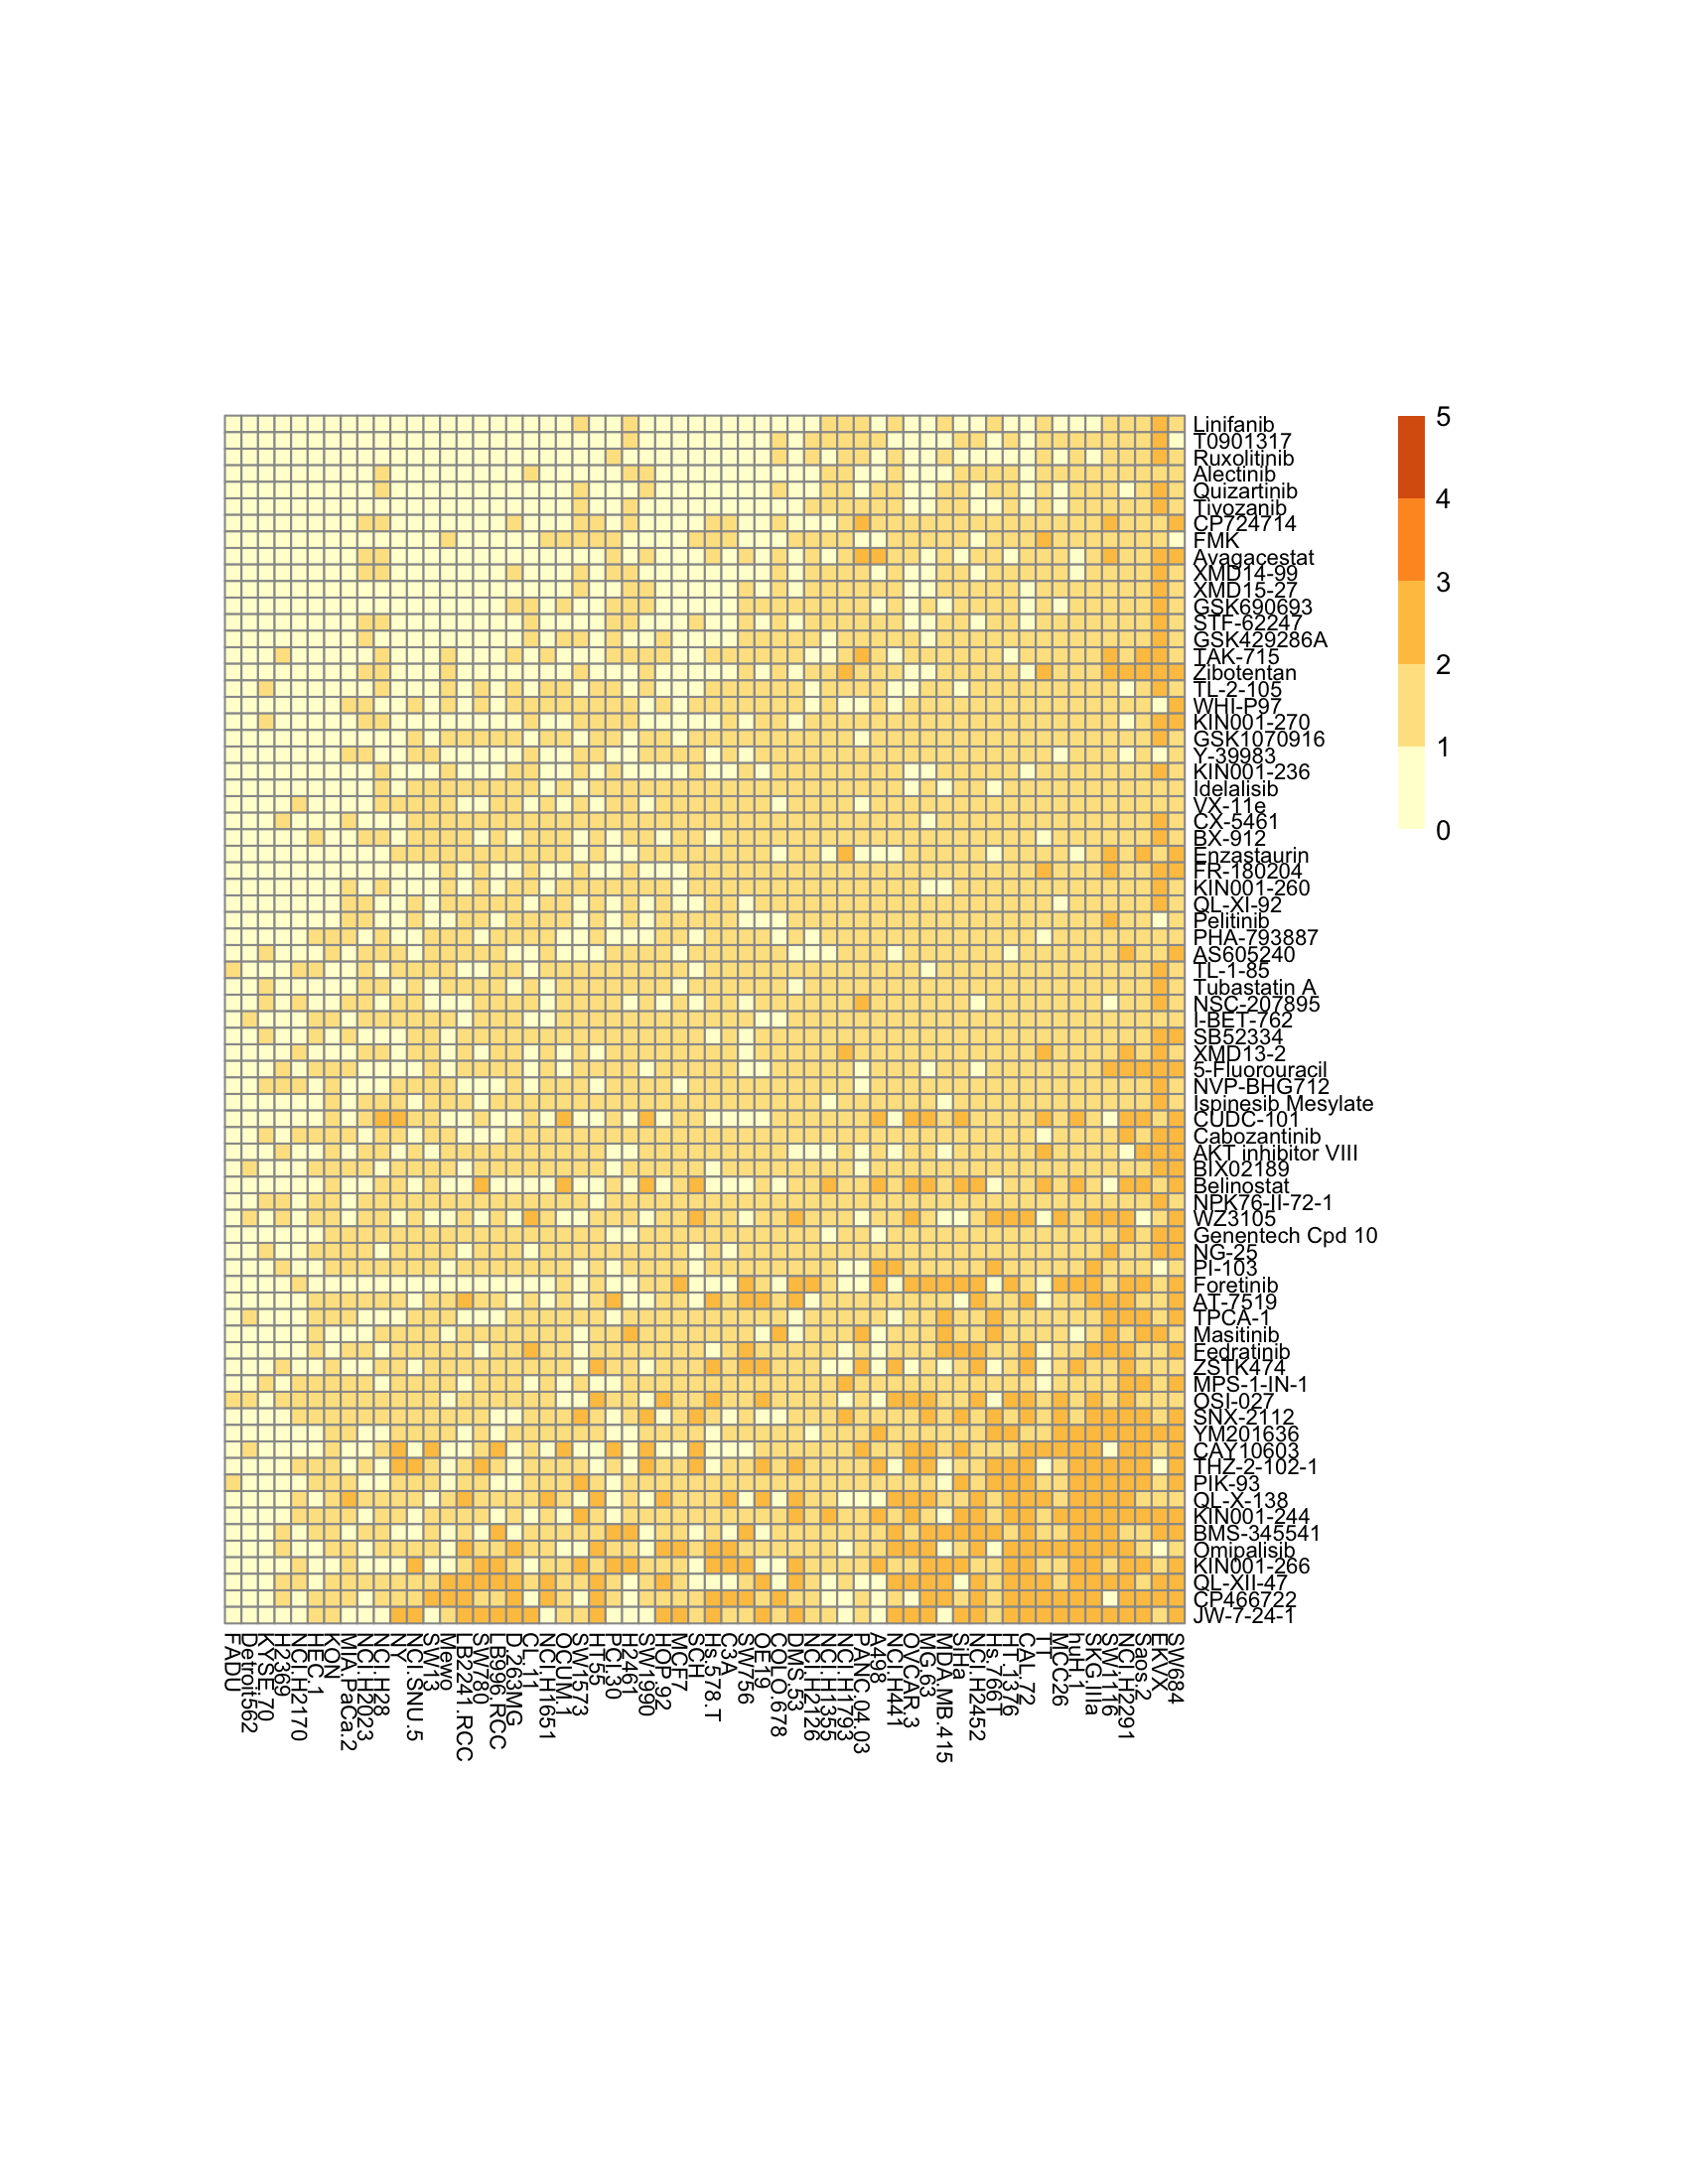 Linifanib
T0901317
Ruxolitinib
Alectinib
Quizartinib
Tivozanib
CP724714
FMK
Avagacestat
XMD14-99
XMD15-27
GSK690693
STF-62247
GSK429286A
TAK-715
Zibotentan
TL-2-105
WHI-P97
KIN001-270
GSK1070916
Y-39983
KIN001-236
Idelalisib
VX-11e
CX-5461
BX-912
Enzastaurin
FR-180204
KIN001-260
QL-XI-92
Pelitinib
PHA-793887
AS605240
TL-1-85
Tubastatin A
NSC-207895
I-BET-762
SB52334
XMD13-2
5-Fluorouracil
NVP-BHG712
Ispinesib Mesylate
CUDC-101
Cabozantinib
AKT inhibitor VIII
BIX02189
Belinostat
NPK76-II-72-1
WZ3105
Genentech Cpd 10
NG-25
PI-103
Foretinib
AT-7519
TPCA-1
Masitinib
Fedratinib
ZSTK474
MPS-1-IN-1
OSI-027
SNX-2112
YM201636
CAY10603
THZ-2-102-1
PIK-93
QL-X-138
KIN001-244
BMS-345541
Omipalisib
KIN001-266
QL-XII-47
CP466722
JW-7-24-1
5
4
3
2
1
0
FADU
Detroit562
KYSE.70
H2369
NCI.H2170
HEC.1
KON
MIA.PaCa.2
NCI.H2023
NCI.H28
NY
NCI.SNU.5
SW13
Mewo
LB2241.RCC
SW780
LB996.RCC
D.263MG
CL.11
NCI.H1651
OCUM.1
SW1573
HT55
PCI.30
H2461
SW1990
HOP.92
MCF7
SCH
Hs.578.T
C3A
SW756
OE19
COLO.678
DMS.53
NCI.H2126
NCI.H1355
NCI.H1793
PANC.04.03
A498
NCI.H441
OVCAR.3
MG.63
MDA.MB.415
SiHa
NCI.H2452
Hs.766T
HT.1376
CAL.72
TT
MCC26
huH.1
SKG.IIIa
SW1116
NCI.H2291
Saos.2
EKVX
SW684